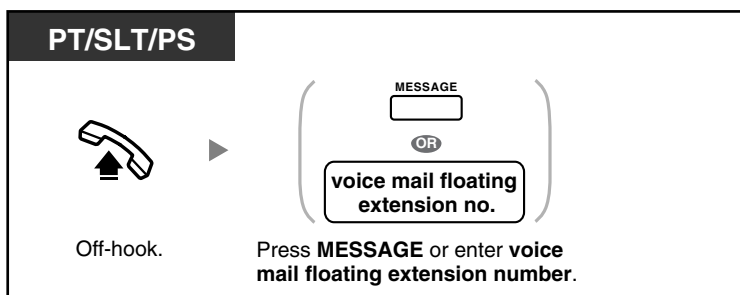 PT/SLT/PS
MESSAGE
OR
voice mail floating
extension no.
Off-hook.
Press MESSAGE or enter voice
mail floating extension number.